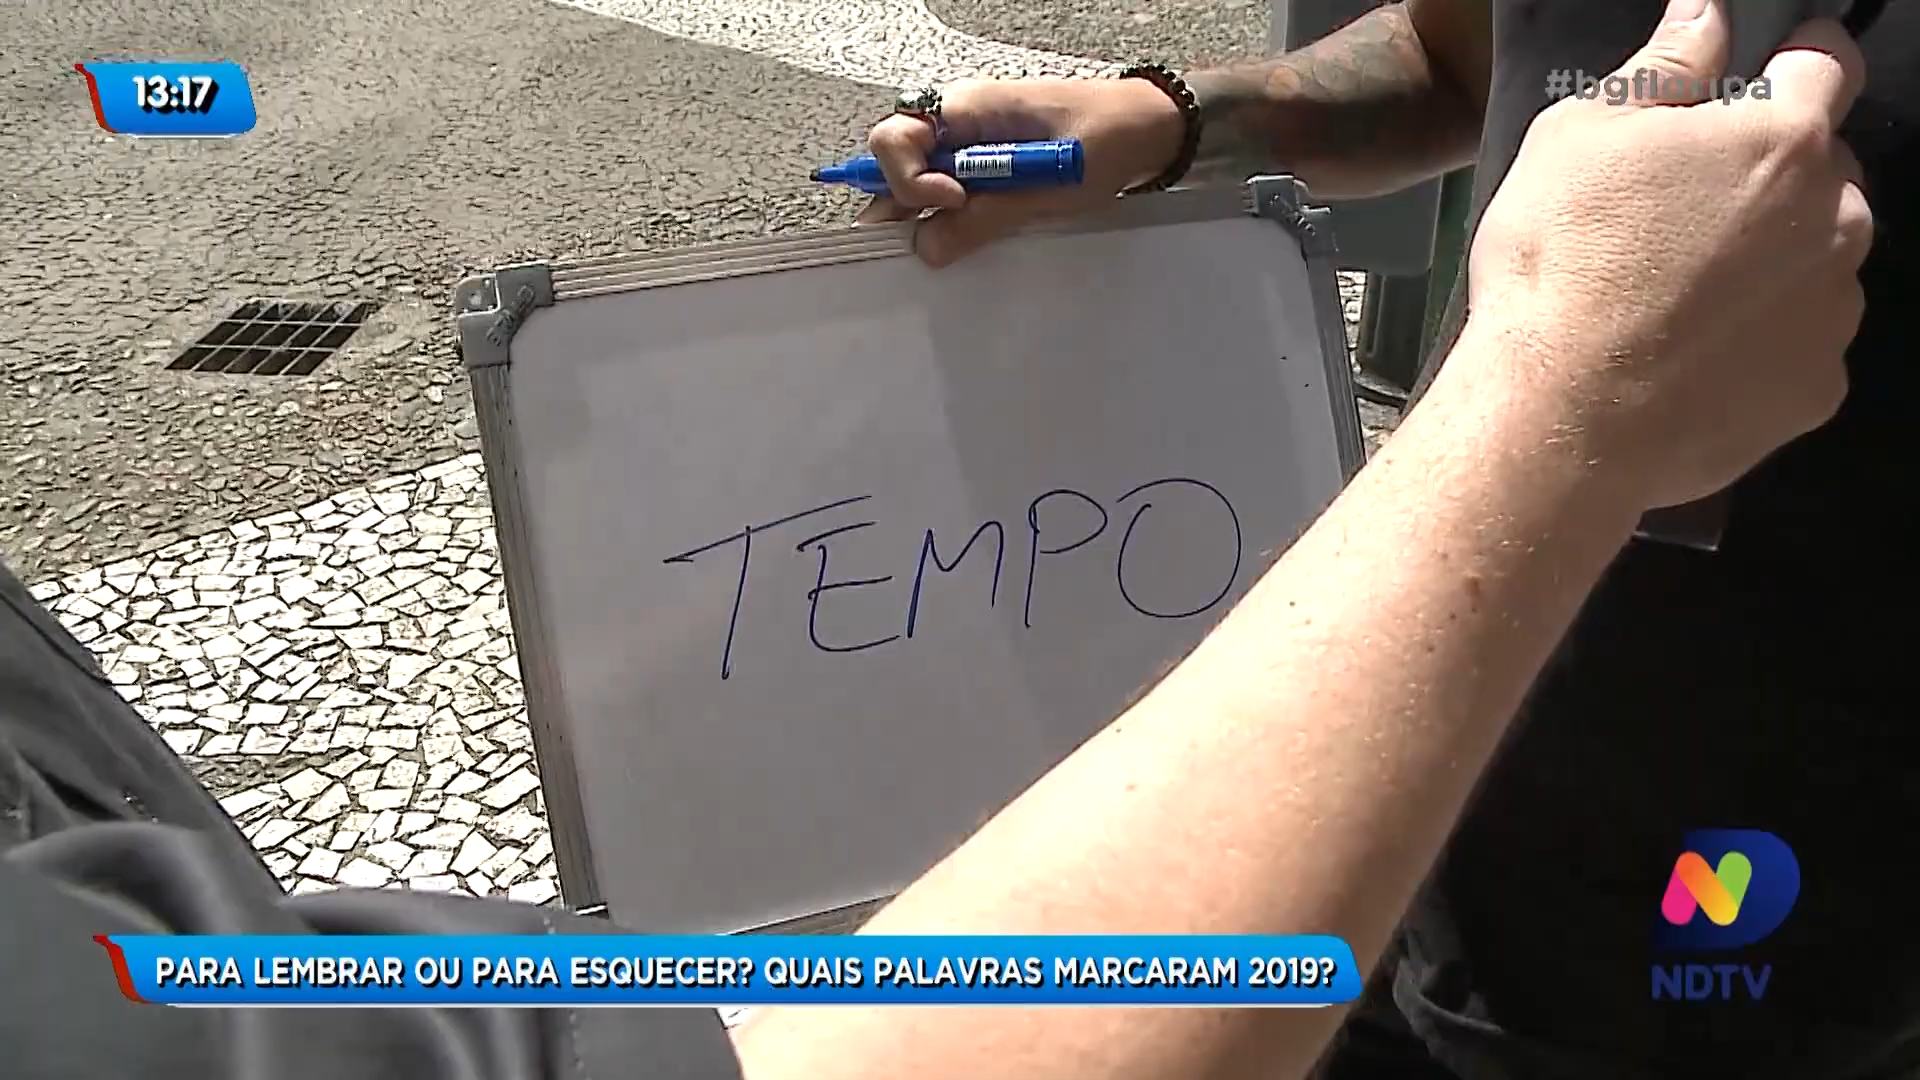 13:17
#bgfloripa
TEMPO
PARA LEMBRAR OU PARA ESQUECER? QUAIS PALAVRAS MARCARAM 2019?
NDTV